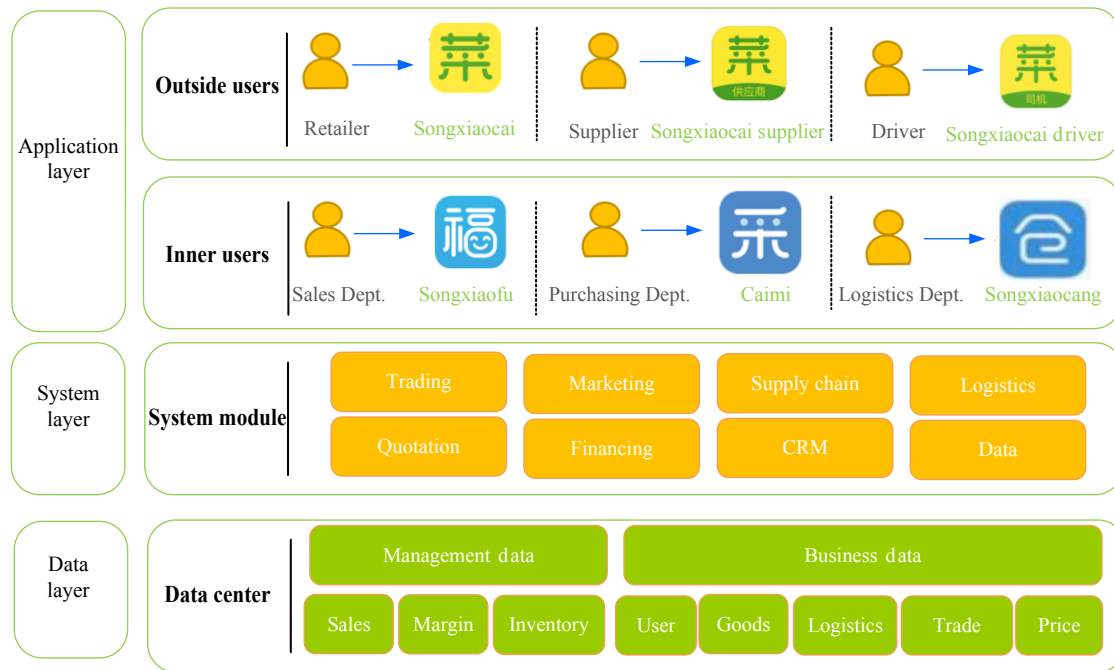 Application
layer
Outside users
菜
菜
供应商
菜
司机
Retailer
Songxiaocai
Supplier
Songxiaocai supplier
Driver
Songxiaocai driver
Inner users
福
采
仓
Sales Dept.
Songxiaofu
Purchasing Dept.
Caimi
Logistics Dept.
Songxiaocang
System
layer
System module
Trading
Marketing
Supply chain
Logistics
Quotation
Financing
CRM
Data
Data
layer
Data center
Management data
Business data
Sales
Margin
Inventory
User
Goods
Logistics
Trade
Price